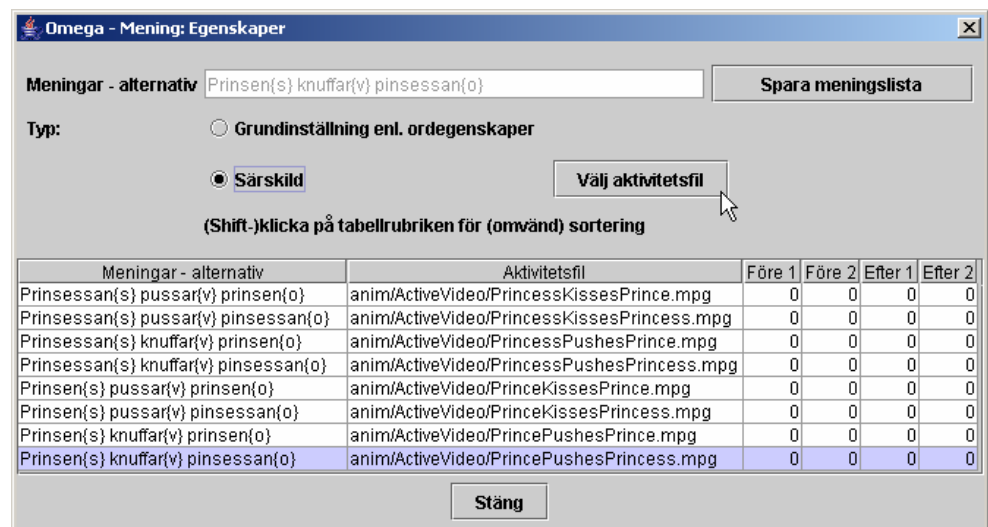 Omega - Mening: Egenskaper
Meningar - alternativ Prinsen{s} knuffar{v} pinsessan{o} Spara meningslista
Typ: Grundinställning enl. ordegenskaper
Särskild Välj aktivitetsfil
(Shift-)klicka på tabellrubriken för (omvänd) sortering
Meningar - alternativ Aktivitetsfil Före 1 Före 2 Efter 1 Efter 2
Prinsessan{s} pussar{v} prinsen{o} anim/ActiveVideo/PrincessKissesPrince.mpg 0 0 0 0
Prinsessan{s} pussar{v} pinsessan{o} anim/ActiveVideo/PrincessKissesPrincess.mpg 0 0 0 0
Prinsessan{s} knuffar{v} prinsen{o} anim/ActiveVideo/PrincessPushesPrince.mpg 0 0 0 0
Prinsessan{s} knuffar{v} pinsessan{o} anim/ActiveVideo/PrincessPushesPrincess.mpg 0 0 0 0
Prinsen{s} pussar{v} prinsen{o} anim/ActiveVideo/PrinceKissesPrince.mpg 0 0 0 0
Prinsen{s} pussar{v} pinsessan{o} anim/ActiveVideo/PrinceKissesPrincess.mpg 0 0 0 0
Prinsen{s} knuffar{v} prinsen{o} anim/ActiveVideo/PrincePushesPrince.mpg 0 0 0 0
Prinsen{s} knuffar{v} pinsessan{o} anim/ActiveVideo/PrincePushesPrincess.mpg 0 0 0 0
Stäng